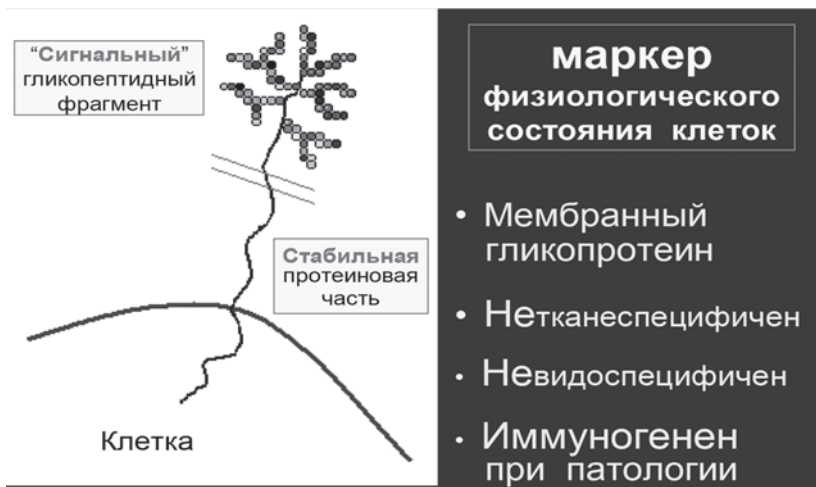 “Сигнальный”
гликопептидный
фрагмент
Стабильная
протеиновая
часть
Клетка
маркер
физиологического
состояния клеток
• Мембранный
гликопротеин
• Нетканеспецифичен
• Невидоспецифичен
• Иммуногенен
при патологии